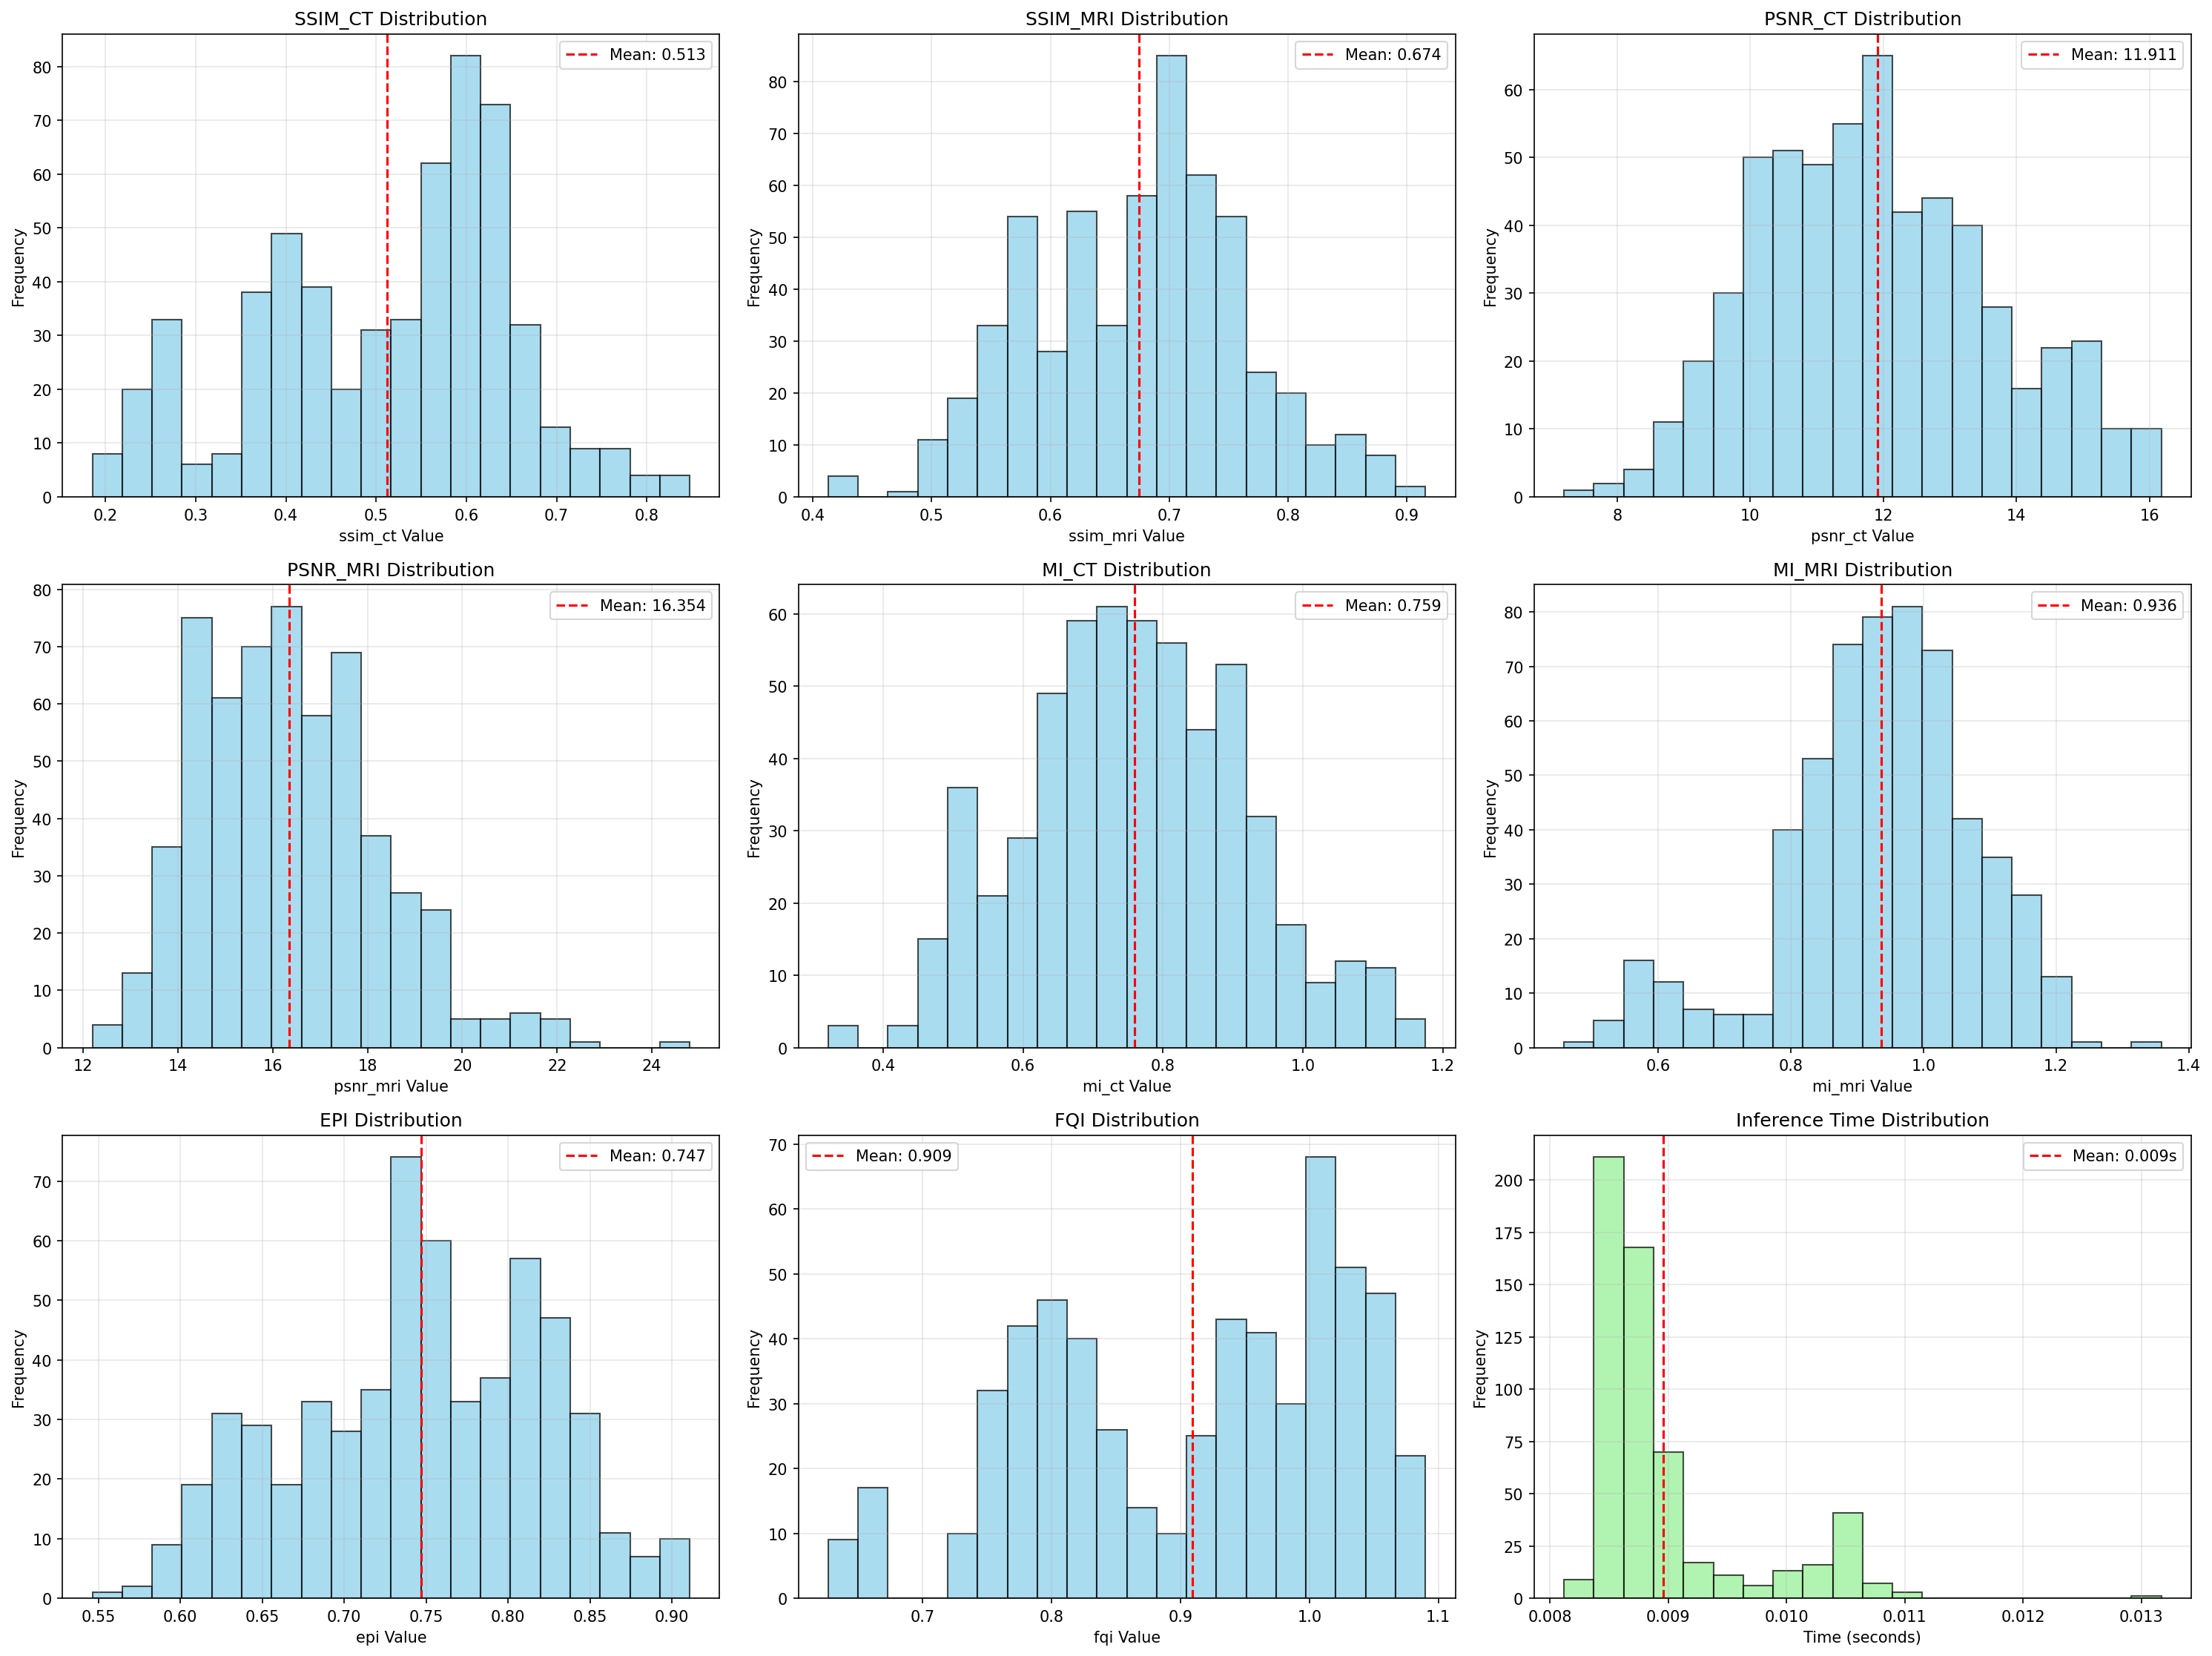 SSIM_CT Distribution
Mean: 0.513
Frequency
0
10
20
30
40
50
60
70
80
0.2 0.3 0.4 0.5 0.6 0.7 0.8
ssim_ct Value
SSIM_MRI Distribution
Mean: 0.674
Frequency
0
10
20
30
40
50
60
70
80
0.4 0.5 0.6 0.7 0.8 0.9
ssim_mri Value
PSNR_CT Distribution
Mean: 11.911
Frequency
0
10
20
30
40
50
60
8 10 12 14 16
psnr_ct Value
PSNR_MRI Distribution
Mean: 16.354
Frequency
0
10
20
30
40
50
60
70
80
12 14 16 18 20 22 24
psnr_mri Value
MI_CT Distribution
Mean: 0.759
Frequency
0
10
20
30
40
50
60
0.4 0.6 0.8 1.0 1.2
mi_ct Value
MI_MRI Distribution
Mean: 0.936
Frequency
0
10
20
30
40
50
60
70
80
0.6 0.8 1.0 1.2 1.4
mi_mri Value
EPI Distribution
Mean: 0.747
Frequency
0
10
20
30
40
50
60
70
0.55 0.60 0.65 0.70 0.75 0.80 0.85 0.90
epi Value
FQI Distribution
Mean: 0.909
Frequency
0
10
20
30
40
50
60
70
0.7 0.8 0.9 1.0 1.1
fqi Value
Inference Time Distribution
Mean: 0.009s
Frequency
0
25
50
75
100
125
150
175
200
0.008 0.009 0.010 0.011 0.012 0.013
Time (seconds)